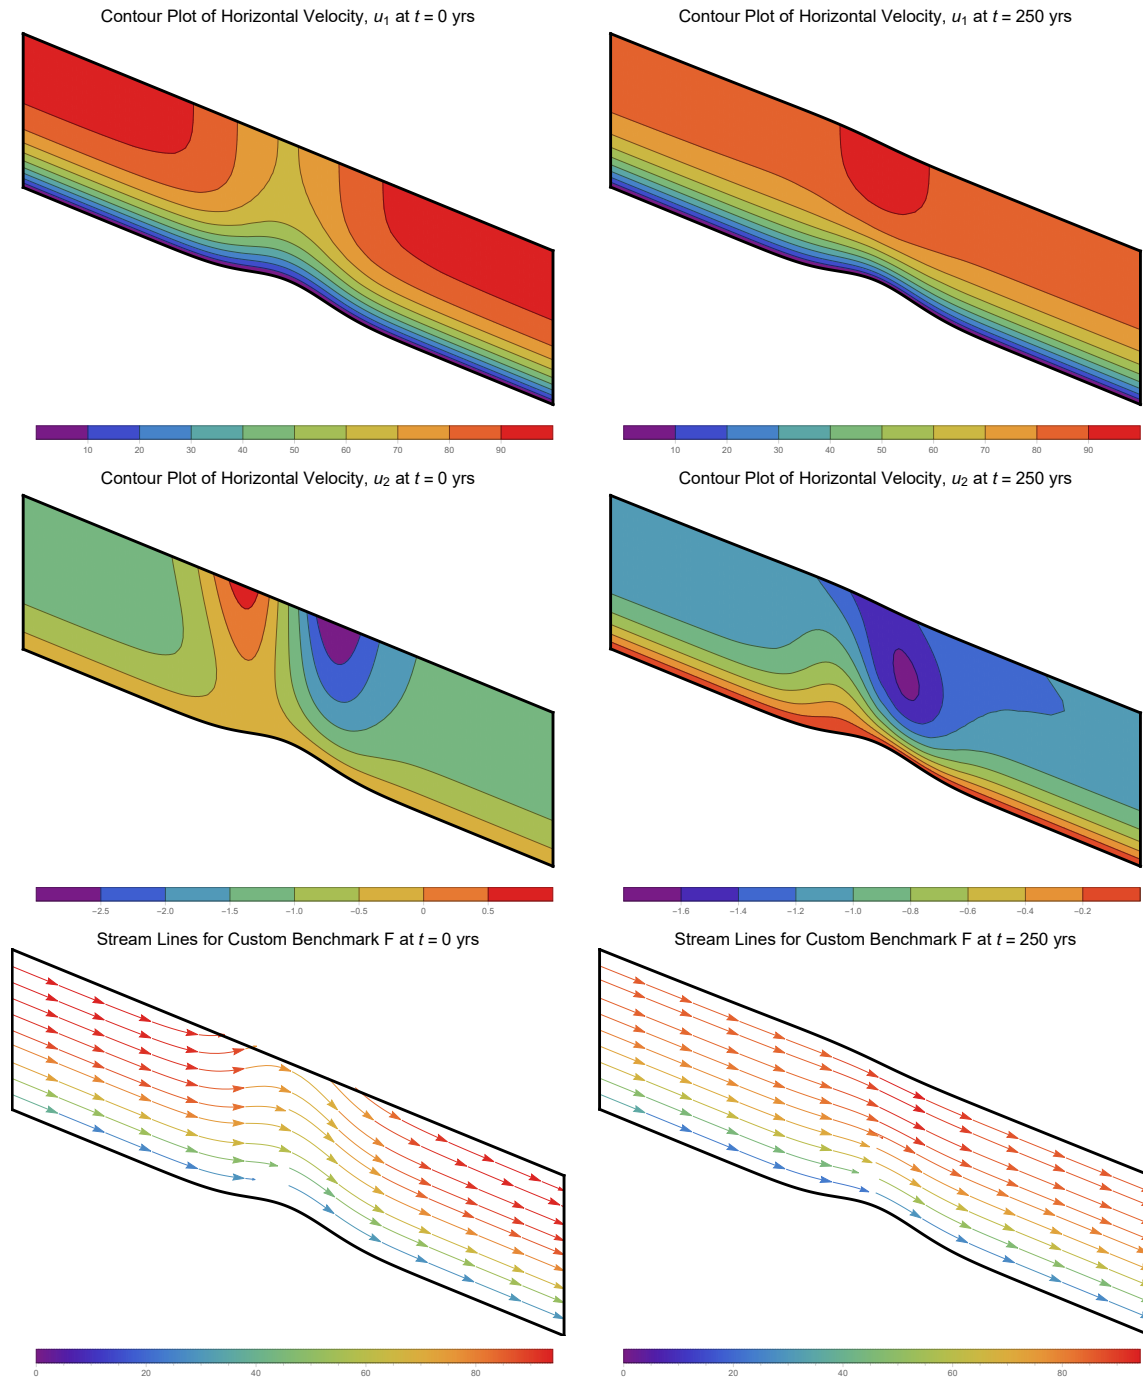 Contour Plot of Horizontal Velocity, u₁ at t = 0 yrs
Contour Plot of Horizontal Velocity, u₁ at t = 250 yrs
10 20 30 40 50 60 70 80 90
10 20 30 40 50 60 70 80 90
Contour Plot of Horizontal Velocity, u₂ at t = 0 yrs
Contour Plot of Horizontal Velocity, u₂ at t = 250 yrs
−2.5 −2.0 −1.5 −1.0 −0.5 0 0.5
−1.6 −1.4 −1.2 −1.0 −0.8 −0.6 −0.4 −0.2
Stream Lines for Custom Benchmark F at t = 0 yrs
Stream Lines for Custom Benchmark F at t = 250 yrs
0 20 40 60 80
0 20 40 60 80